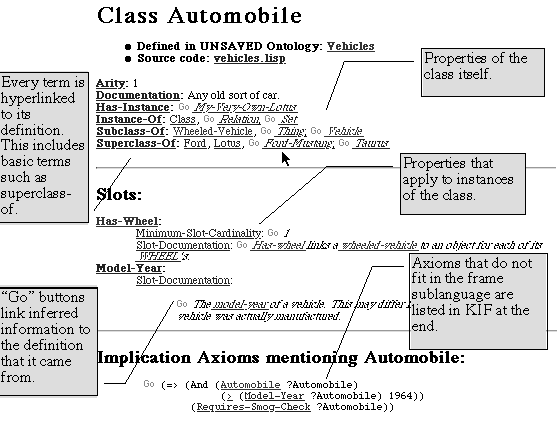 Class Automobile
● Defined in UNSAVED Ontology: Vehicles
● Source code: vehicles.lisp
Properties of the
class itself.
Every term is
hyperlinked
to its
definition.
This includes
basic terms
such as
superclass-
of.
Arity: 1
Documentation: Any old sort of car.
Has-Instance: Go My-Very-Own-Lotus
Instance-Of: Class, Go Relation, Go Set
Subclass-Of: Wheeled-Vehicle, Go Thing, Go Vehicle
Superclass-Of: Ford, Lotus, Go Ford-Mustang, Go Taurus
Properties that
apply to instances
of the class.
Slots:
Has-Wheel:
Minimum-Slot-Cardinality: Go 1
Slot-Documentation: Go Has-wheel links a wheeled-vehicle to an object for each of its
WHEEL's.
Model-Year:
Slot-Documentation:
Go The model-year of a vehicle. This may differ
vehicle was actually manufactured.
Axioms that do not
fit in the frame
sublanguage are
listed in KIF at the
end.
"Go" buttons
link inferred
information to
the definition
that it came
from.
Implication Axioms mentioning Automobile:
Go (=> (And (Automobile ?Automobile)
(> (Model-Year ?Automobile) 1964))
(Requires-Smog-Check ?Automobile))